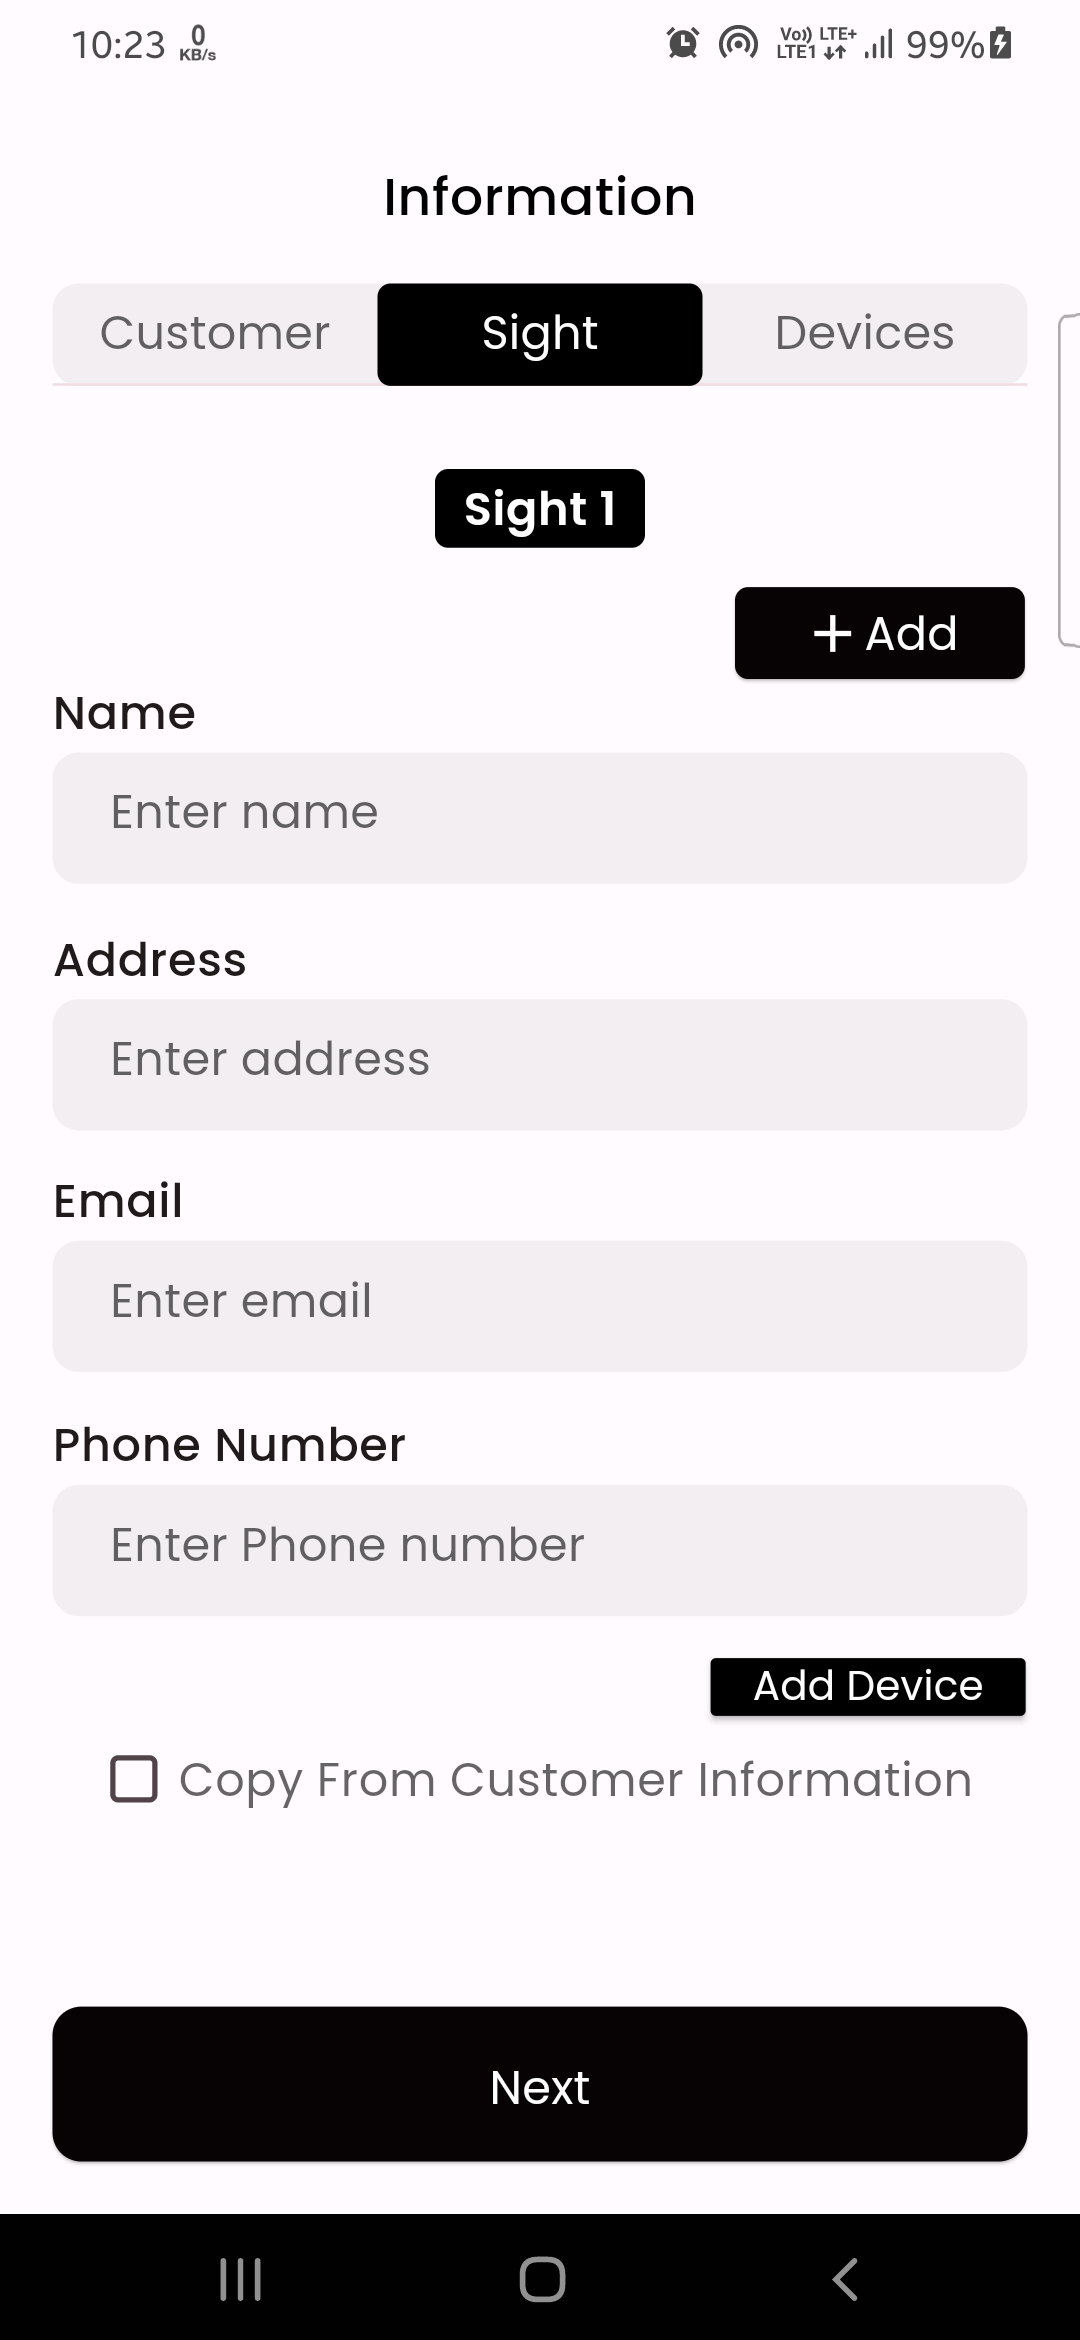 10:23 0 KB/s Vo)) LTE+ LTE1 99%
Information
Customer Sight Devices
Sight 1
+ Add
Name
Enter name
Address
Enter address
Email
Enter email
Phone Number
Enter Phone number
Add Device
Copy From Customer Information
Next